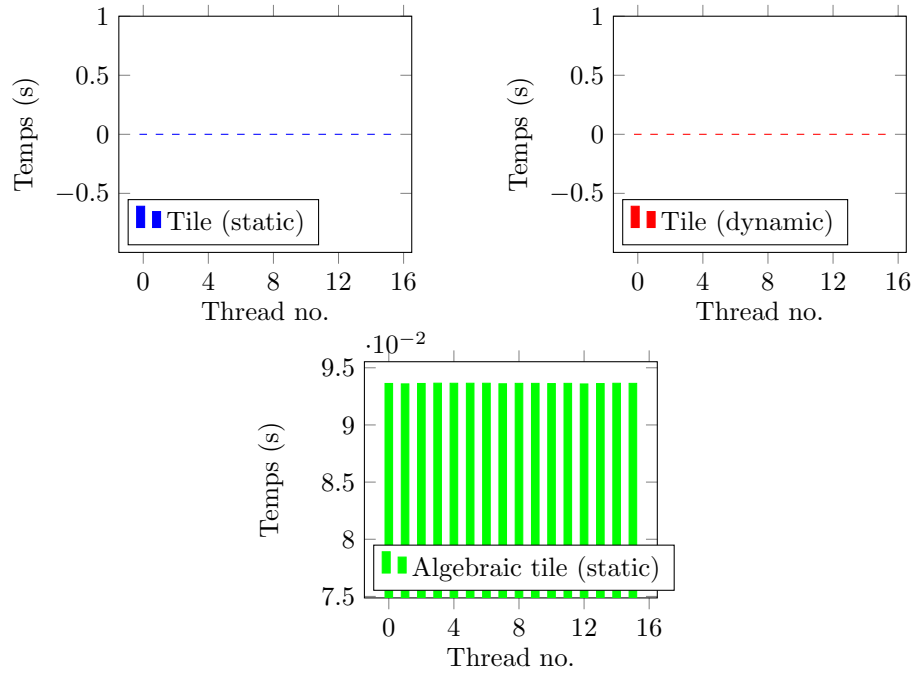 1
0.5
0
−0.5
Temps (s)
Tile (static)
0 4 8 12 16
Thread no.
1
0.5
0
−0.5
Temps (s)
Tile (dynamic)
0 4 8 12 16
Thread no.
·10⁻²
9.5
9
8.5
8
7.5
Temps (s)
Algebraic tile (static)
0 4 8 12 16
Thread no.